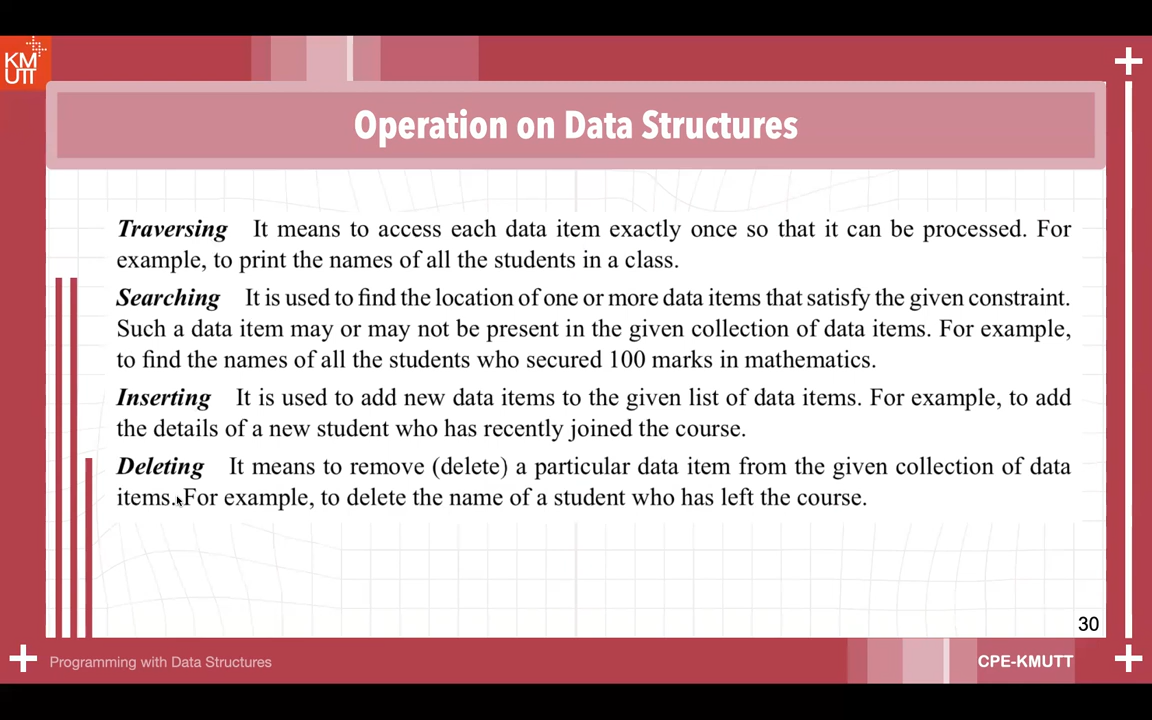 KM
UTT
Operation on Data Structures
Traversing It means to access each data item exactly once so that it can be processed. For
example, to print the names of all the students in a class.
Searching It is used to find the location of one or more data items that satisfy the given constraint.
Such a data item may or may not be present in the given collection of data items. For example,
to find the names of all the students who secured 100 marks in mathematics.
Inserting It is used to add new data items to the given list of data items. For example, to add
the details of a new student who has recently joined the course.
Deleting It means to remove (delete) a particular data item from the given collection of data
items. For example, to delete the name of a student who has left the course.
30
Programming with Data Structures
CPE-KMUTT